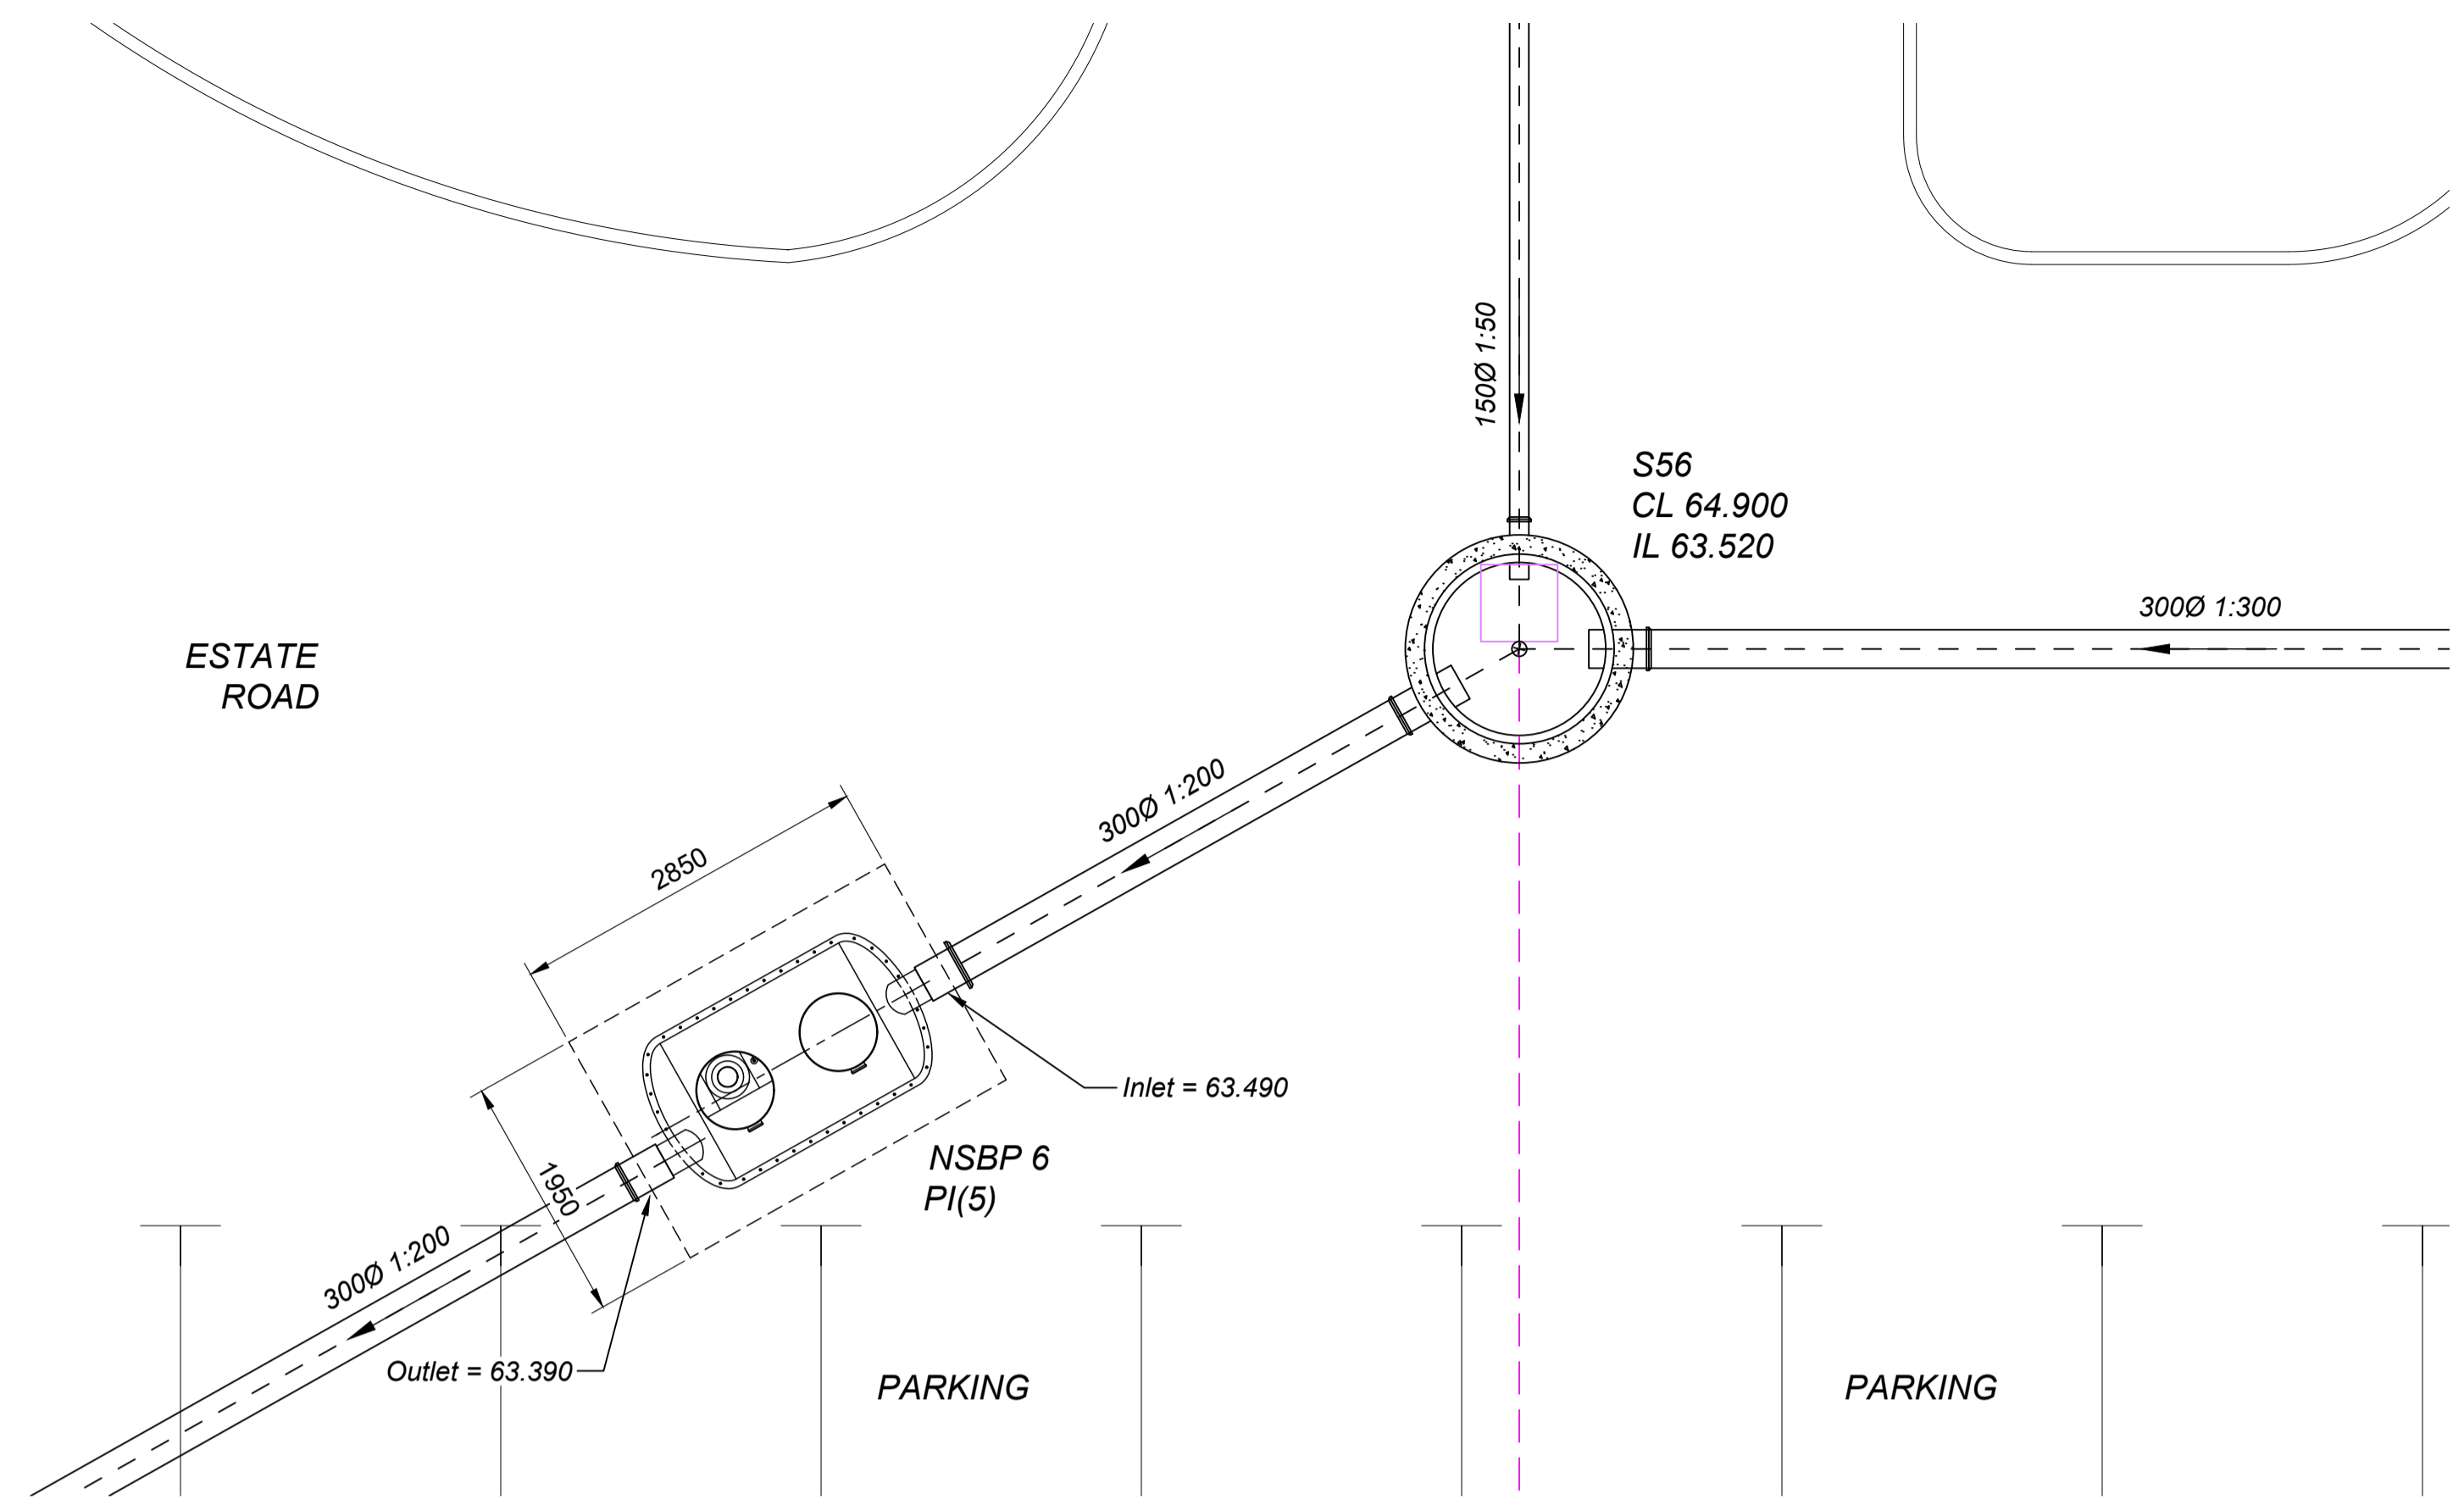 150Ø 1:50
S56
CL 64.900
IL 63.520
300Ø 1:300
ESTATE
ROAD
300Ø 1:200
2850
Inlet = 63.490
NSBP 6
PI(5)
1950
300Ø 1:200
Outlet = 63.390
PARKING
PARKING